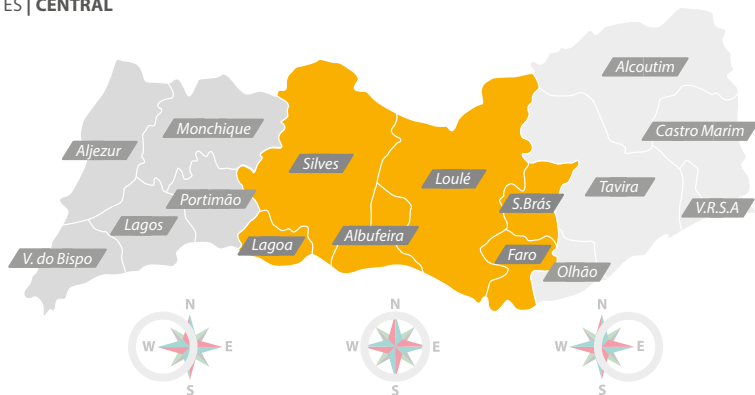 ES | CENTRAL
Alcoutim
Monchique
Castro Marim
Aljezur
Silves
Loulé
Tavira
Portimão
S.Brás
V.R.S.A
Lagos
Albufeira
Lagoa
Faro
V. do Bispo
Olhão
N N N
W E W E W E
S S S